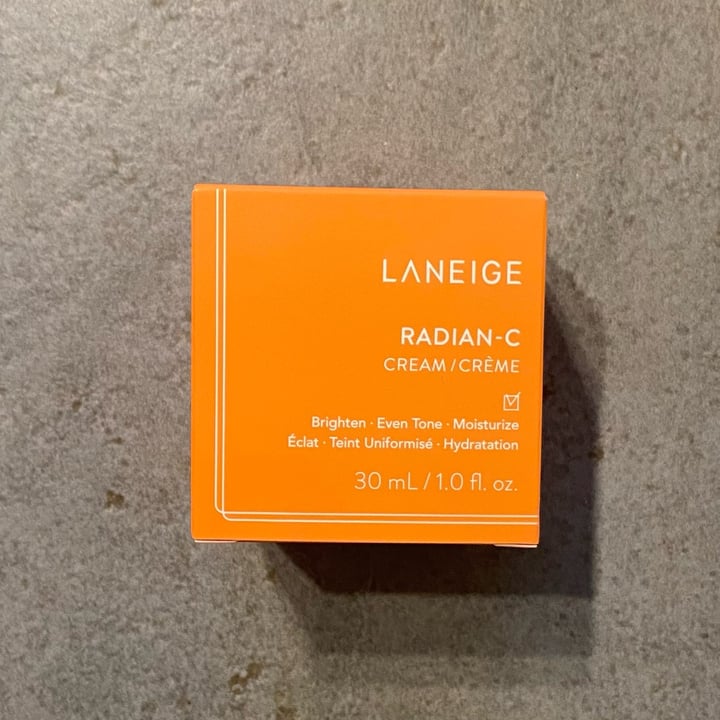 LANEIGE
RADIAN-C
CREAM/CRÈME
Brighten · Even Tone · Moisturize
Éclat · Teint Uniformisé · Hydratation
30 mL / 1.0 fl. oz.